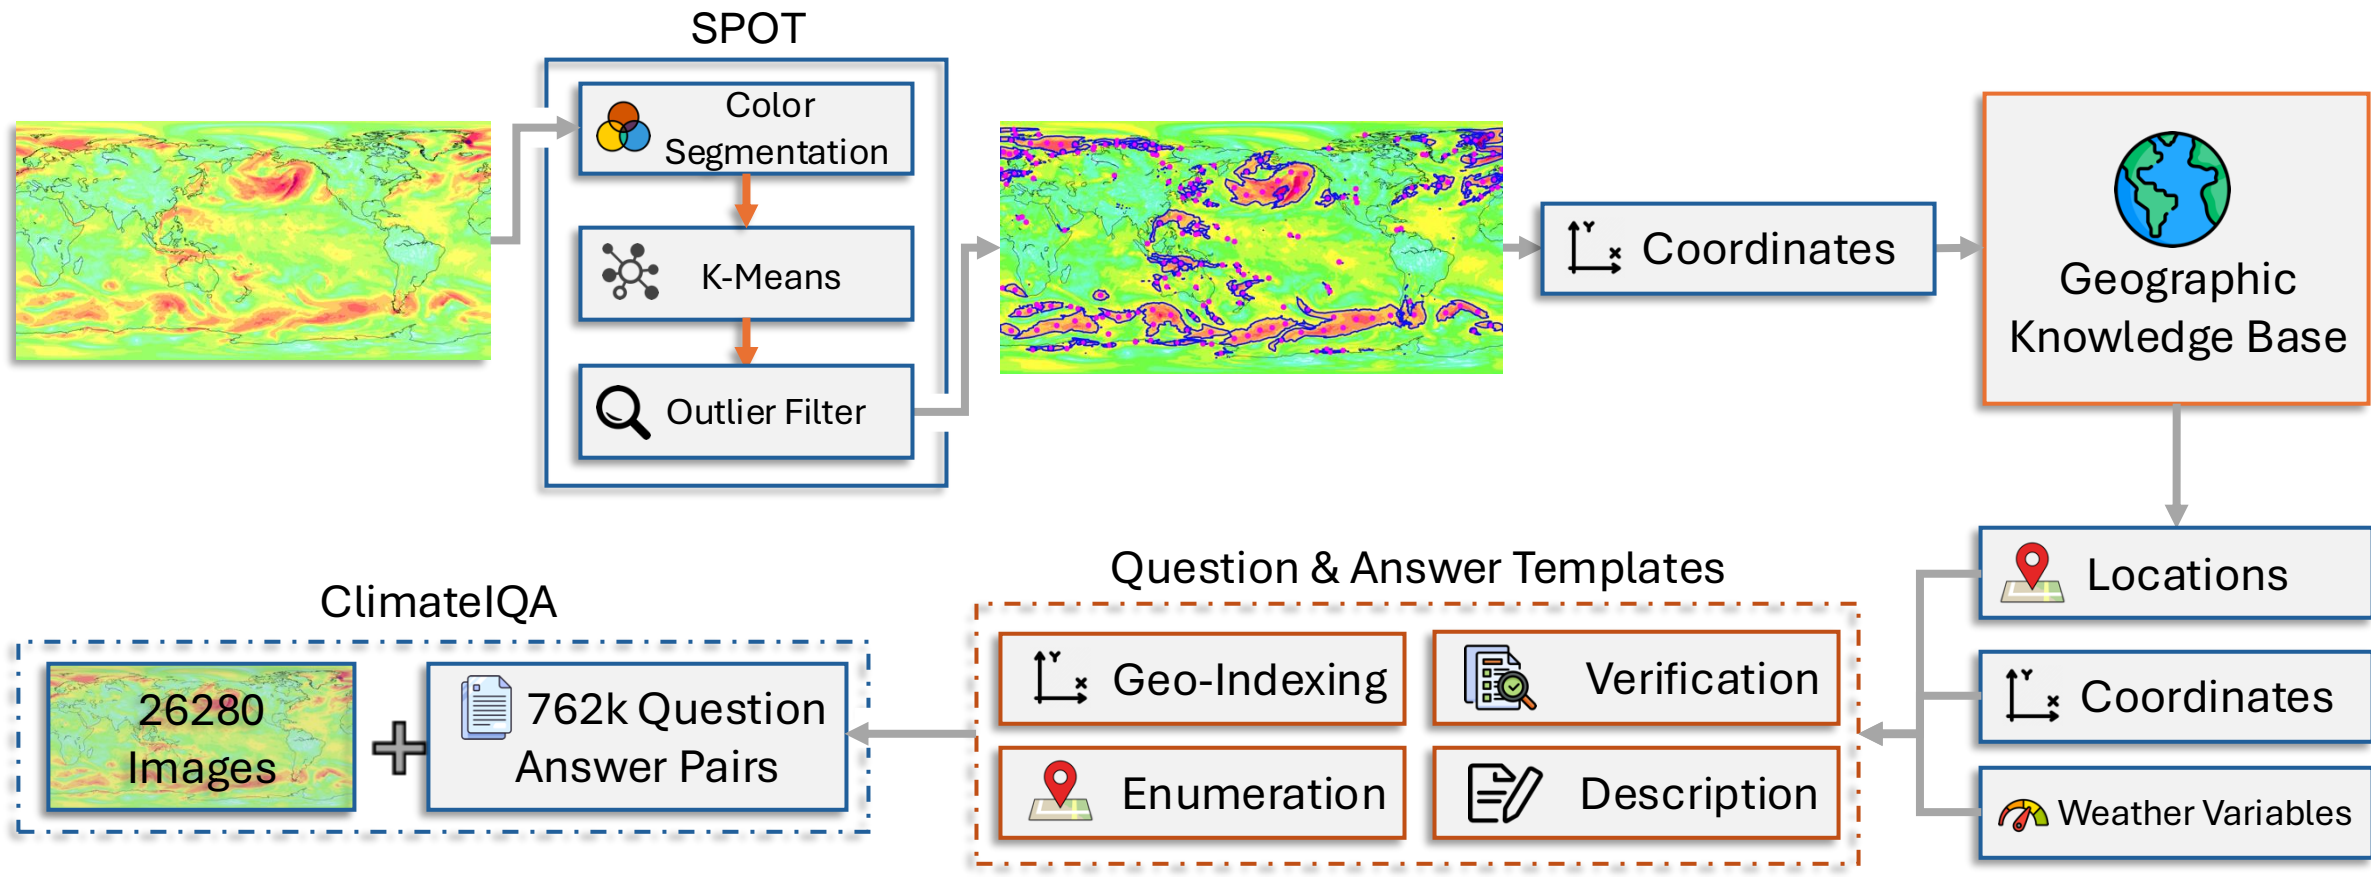 SPOT
Color
Segmentation
K-Means
Outlier Filter
Y
X
Coordinates
Geographic
Knowledge Base
Locations
Y
X
Coordinates
Weather Variables
Question & Answer Templates
Y
X
Geo-Indexing
Verification
Enumeration
Description
ClimateIQA
26280
Images
762k Question
Answer Pairs